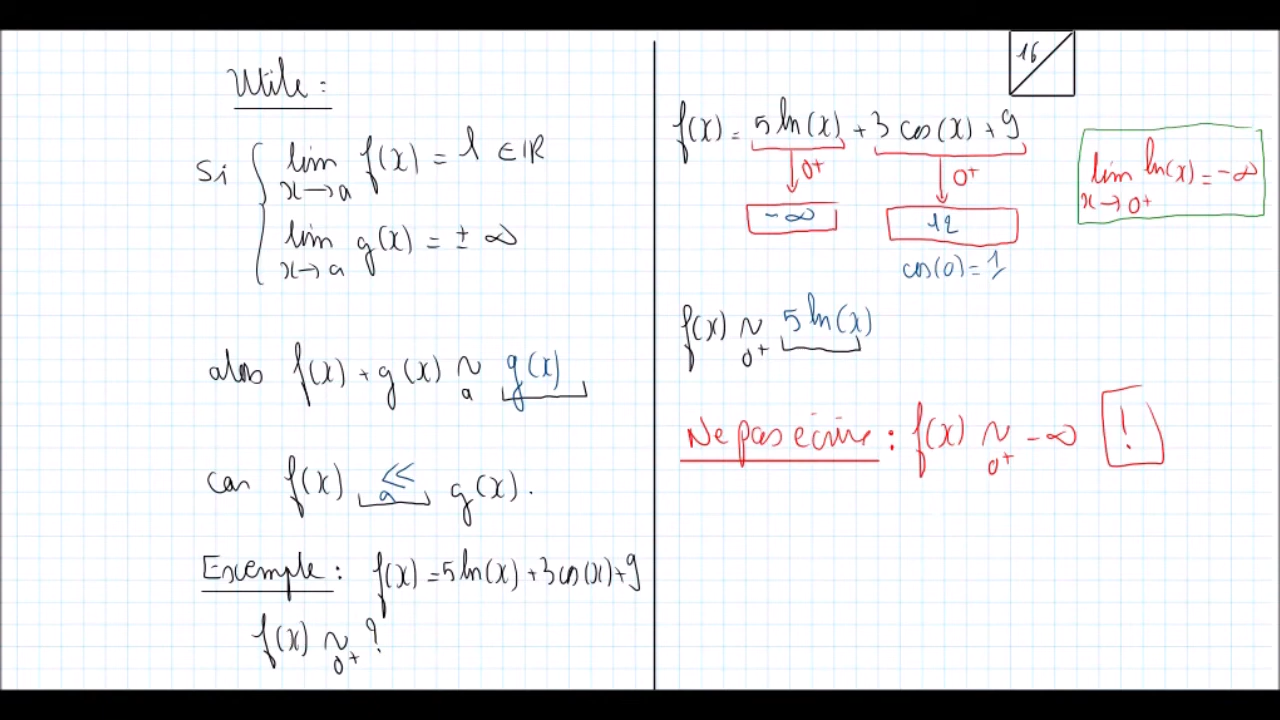 Utile :
Si { lim x→a f(x) = l ∈ ℝ
lim x→a g(x) = ± ∞
alors f(x) + g(x) ~ a g(x)
car f(x) << a g(x).
Exemple : f(x) = 5 ln(x) + 3 cos(x) + 9
f(x) ~ 0+ ?
16
f(x) = 5 ln(x) + 3 cos(x) + 9
0+ 0+
-∞ 12
cos(0) = 1
lim x→0+ ln(x) = -∞
f(x) ~ 0+ 5 ln(x)
Ne pas écrire : f(x) ~ 0+ -∞ !